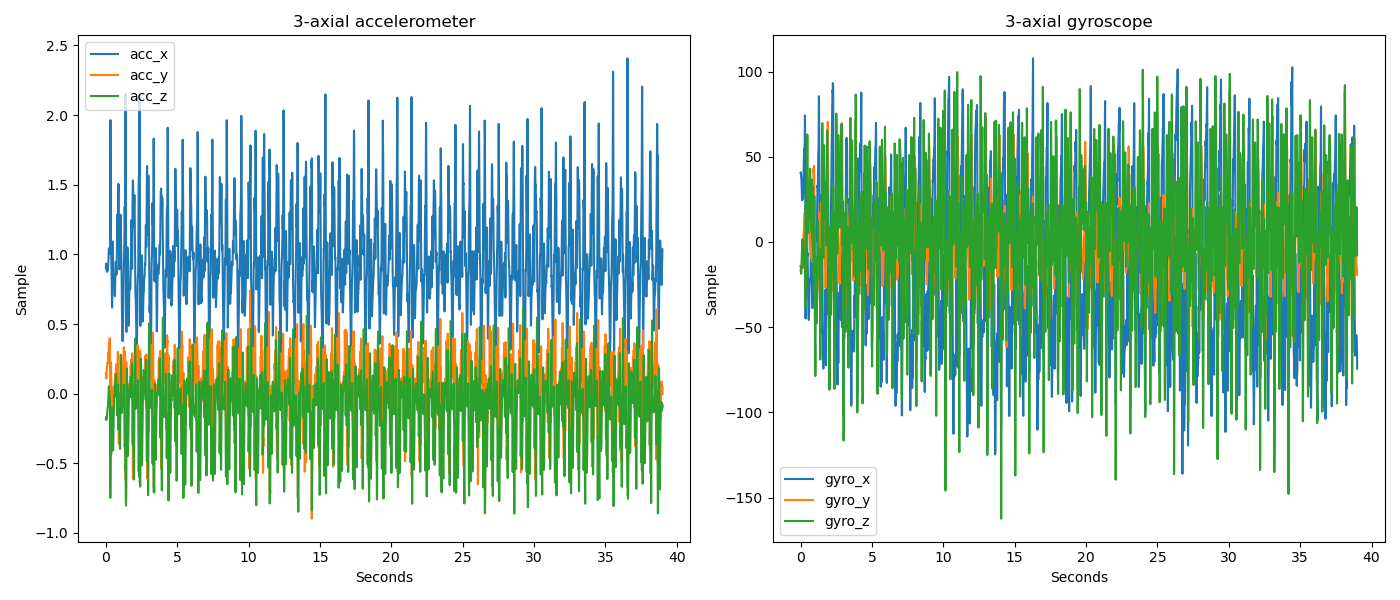 3-axial accelerometer
2.5
2.0
1.5
1.0
0.5
0.0
−0.5
−1.0
Sample
acc_x
acc_y
acc_z
0 5 10 15 20 25 30 35 40
Seconds
3-axial gyroscope
100
50
0
−50
−100
−150
Sample
gyro_x
gyro_y
gyro_z
0 5 10 15 20 25 30 35 40
Seconds